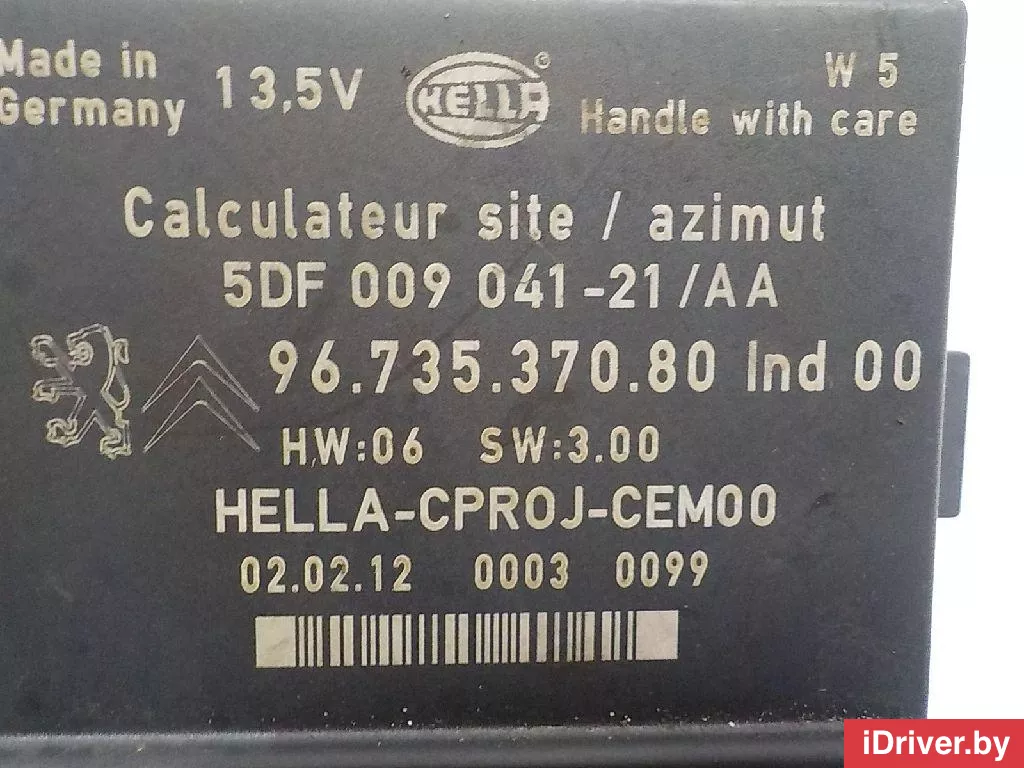 Made in
Germany
13,5V
HELLA®
W 5
Handle with care
Calculateur site / azimut
5DF 009 041-21/AA
96.735.370.80 Ind 00
HW:06 SW:3.00
HELLA-CPROJ-CEM00
02.02.12 0003 0099
iDriver.by